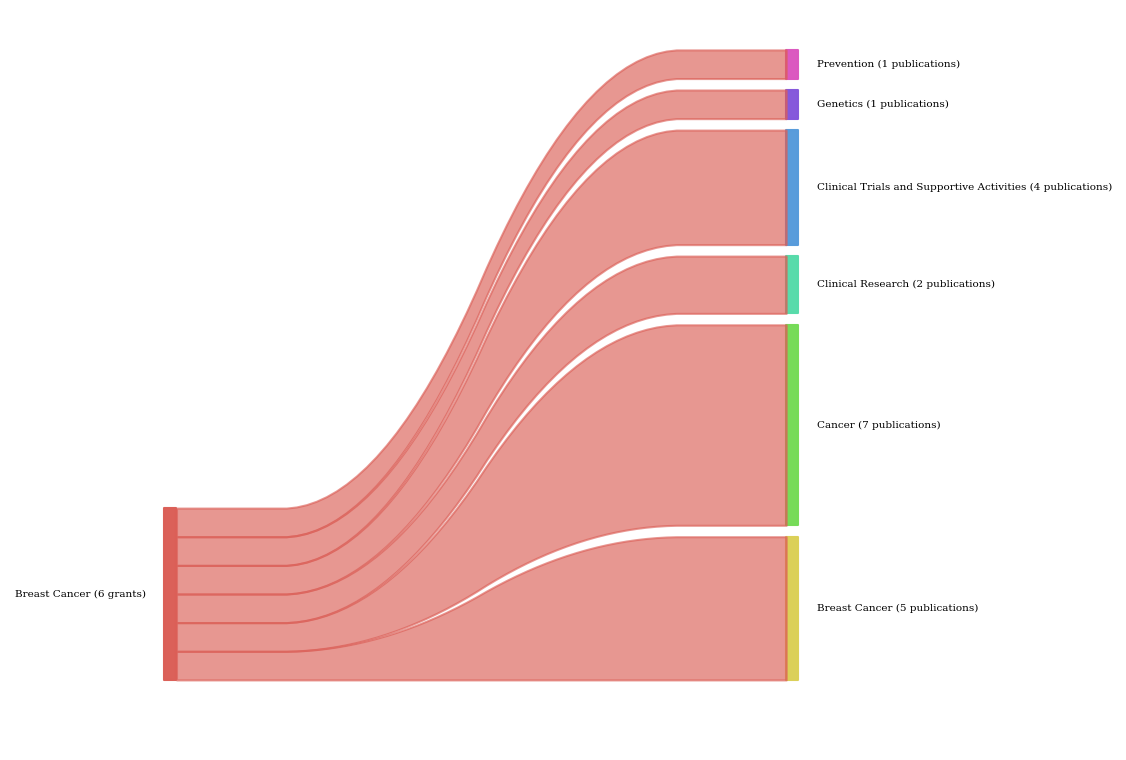 Prevention (1 publications)
Genetics (1 publications)
Clinical Trials and Supportive Activities (4 publications)
Clinical Research (2 publications)
Cancer (7 publications)
Breast Cancer (6 grants)
Breast Cancer (5 publications)